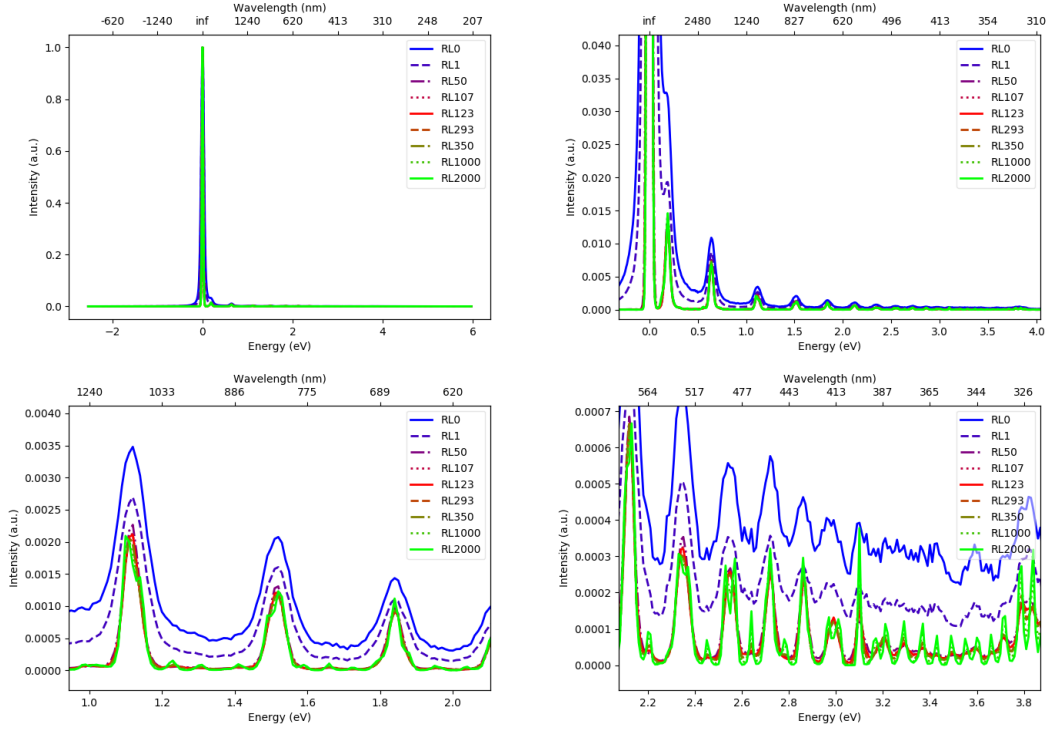 Wavelength (nm)
-620 -1240 inf 1240 620 413 310 248 207
1.0
0.8
0.6
0.4
0.2
0.0
Intensity (a.u.)
RL0
RL1
RL50
RL107
RL123
RL293
RL350
RL1000
RL2000
-2 0 2 4 6
Energy (eV)
Wavelength (nm)
inf 2480 1240 827 620 496 413 354 310
0.040
0.035
0.030
0.025
0.020
0.015
0.010
0.005
0.000
Intensity (a.u.)
RL0
RL1
RL50
RL107
RL123
RL293
RL350
RL1000
RL2000
0.0 0.5 1.0 1.5 2.0 2.5 3.0 3.5 4.0
Energy (eV)
Wavelength (nm)
1240 1033 886 775 689 620
0.0040
0.0035
0.0030
0.0025
0.0020
0.0015
0.0010
0.0005
0.0000
Intensity (a.u.)
RL0
RL1
RL50
RL107
RL123
RL293
RL350
RL1000
RL2000
1.0 1.2 1.4 1.6 1.8 2.0
Energy (eV)
Wavelength (nm)
564 517 477 443 413 387 365 344 326
0.0007
0.0006
0.0005
0.0004
0.0003
0.0002
0.0001
0.0000
Intensity (a.u.)
RL0
RL1
RL50
RL107
RL123
RL293
RL350
RL1000
RL2000
2.2 2.4 2.6 2.8 3.0 3.2 3.4 3.6 3.8
Energy (eV)